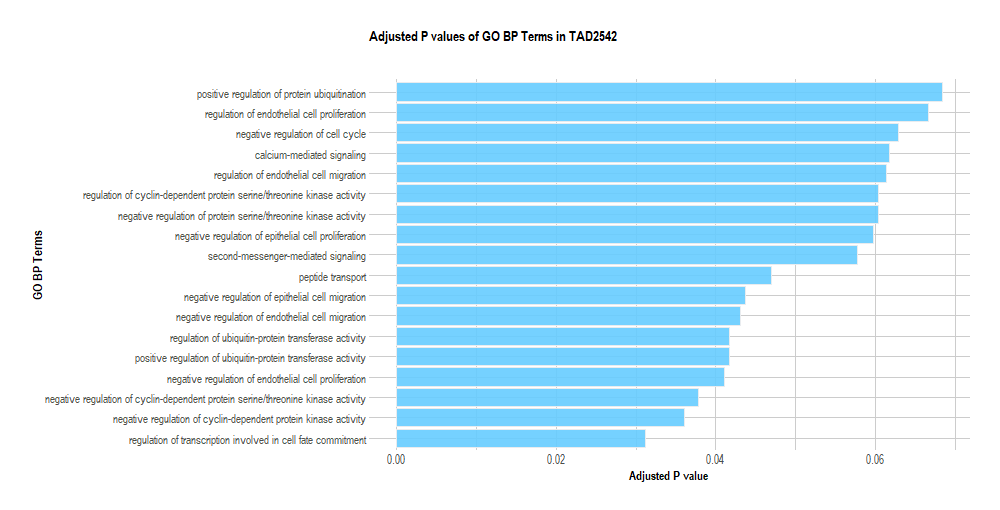 Adjusted P values of GO BP Terms in TAD2542
positive regulation of protein ubiquitination
regulation of endothelial cell proliferation
negative regulation of cell cycle
calcium-mediated signaling
regulation of endothelial cell migration
regulation of cyclin-dependent protein serine/threonine kinase activity
negative regulation of protein serine/threonine kinase activity
negative regulation of epithelial cell proliferation
second-messenger-mediated signaling
peptide transport
negative regulation of epithelial cell migration
negative regulation of endothelial cell migration
regulation of ubiquitin-protein transferase activity
positive regulation of ubiquitin-protein transferase activity
negative regulation of endothelial cell proliferation
negative regulation of cyclin-dependent protein serine/threonine kinase activity
negative regulation of cyclin-dependent protein kinase activity
regulation of transcription involved in cell fate commitment
GO BP Terms
0.00 0.02 0.04 0.06
Adjusted P value